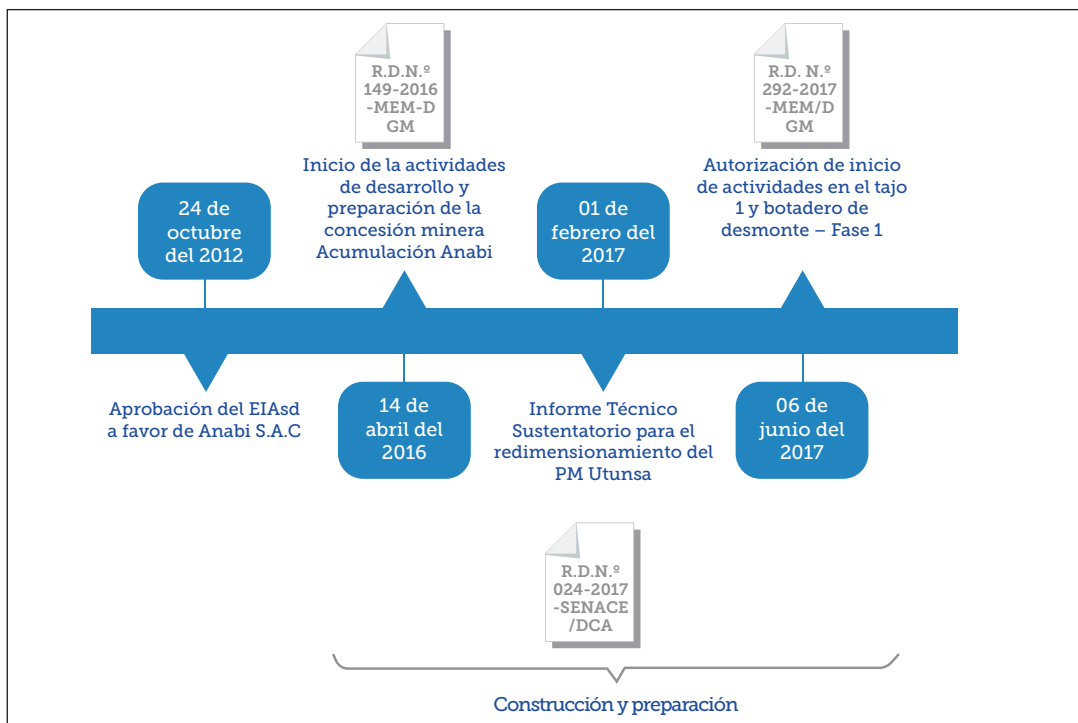 R.D.N.º
149-2016
-MEM-D
GM
R.D. N.º
292-2017
-MEM/D
GM
Inicio de la actividades
de desarrollo y
preparación de la
concesión minera
Acumulación Anabi
Autorización de inicio
de actividades en el tajo
1 y botadero de
desmonte – Fase 1
24 de
octubre
del 2012
01 de
febrero del
2017
Aprobación del EIAsd
a favor de Anabi S.A.C
14 de
abril del
2016
Informe Técnico
Sustentatorio para el
redimensionamiento del
PM Utunsa
06 de
junio del
2017
R.D.N.º
024-2017
-SENACE
/DCA
Construcción y preparación